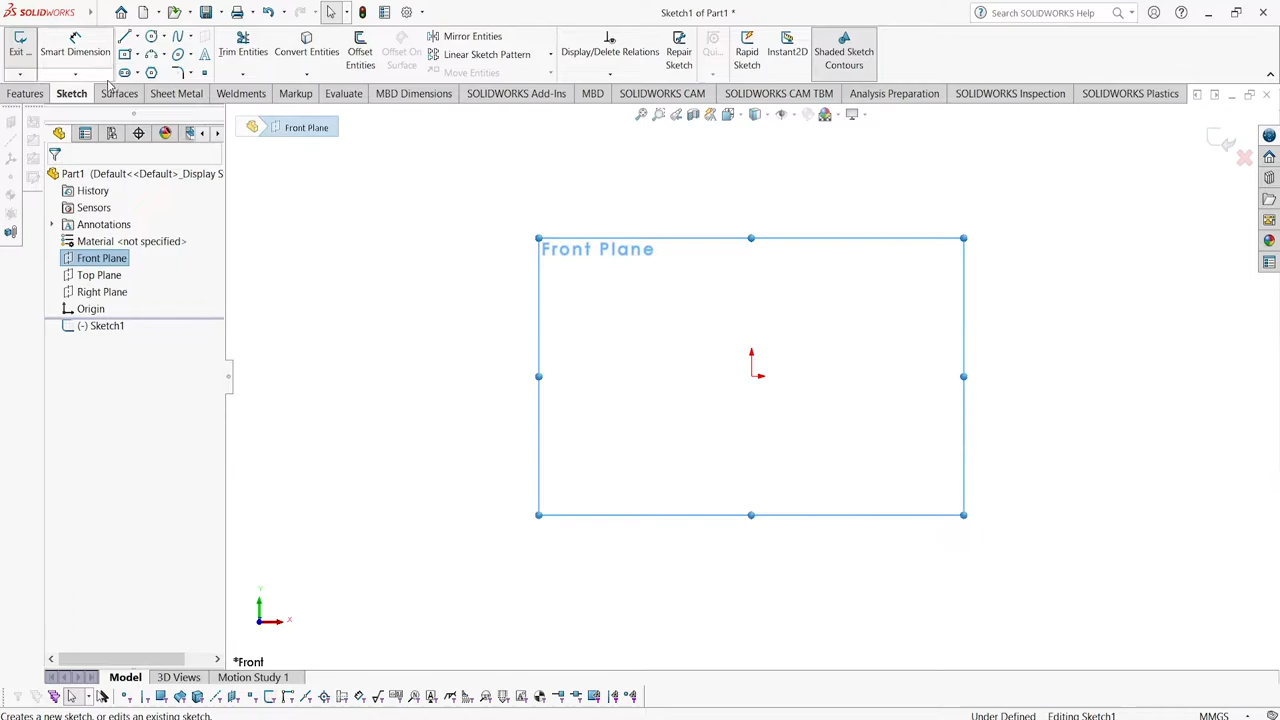 SOLIDWORKS
Sketch1 of Part1 *
Search SOLIDWORKS Help
Exit ...
Smart Dimension
Trim Entities
Convert Entities
Offset Entities
Offset On Surface
Mirror Entities
Linear Sketch Pattern
Move Entities
Display/Delete Relations
Repair Sketch
Qui...
Rapid Sketch
Instant2D
Shaded Sketch Contours
Features
Sketch
Surfaces
Sheet Metal
Weldments
Markup
Evaluate
MBD Dimensions
SOLIDWORKS Add-Ins
MBD
SOLIDWORKS CAM
SOLIDWORKS CAM TBM
Analysis Preparation
SOLIDWORKS Inspection
SOLIDWORKS Plastics
Front Plane
Part1 (Default<<Default>_Display S
History
Sensors
Annotations
Material <not specified>
Front Plane
Top Plane
Right Plane
Origin
(-) Sketch1
Front Plane
Y
X
*Front
Model
3D Views
Motion Study 1
Creates a new sketch, or edits an existing sketch.
Under Defined
Editing Sketch1
MMGS